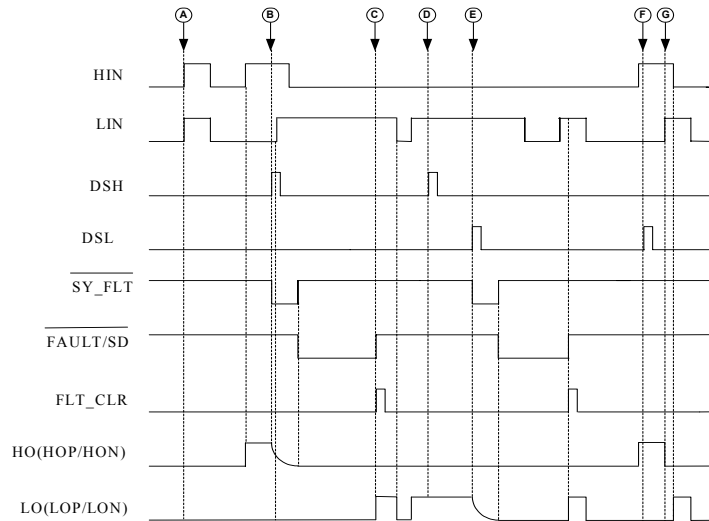 A B C D E F G
HIN
LIN
DSH
DSL
SY_FLT
FAULT/SD
FLT_CLR
HO(HOP/HON)
LO(LOP/LON)